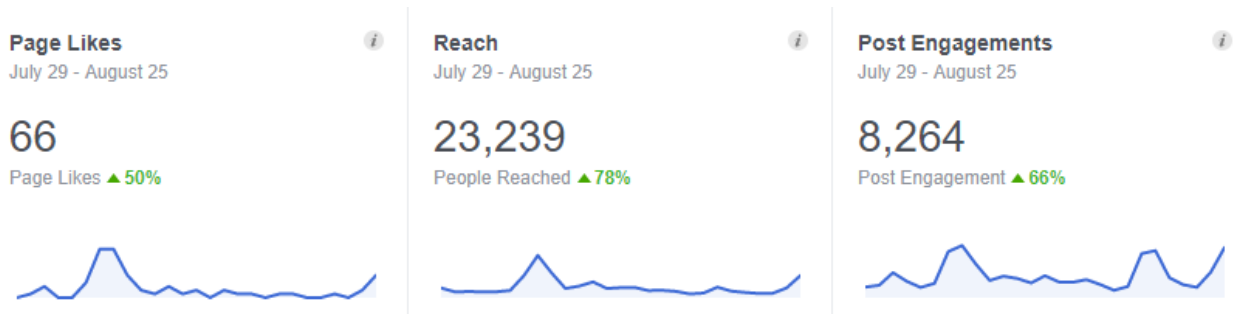 Page Likes
July 29 - August 25
66
Page Likes ▲ 50%
Reach
July 29 - August 25
23,239
People Reached ▲ 78%
Post Engagements
July 29 - August 25
8,264
Post Engagement ▲ 66%